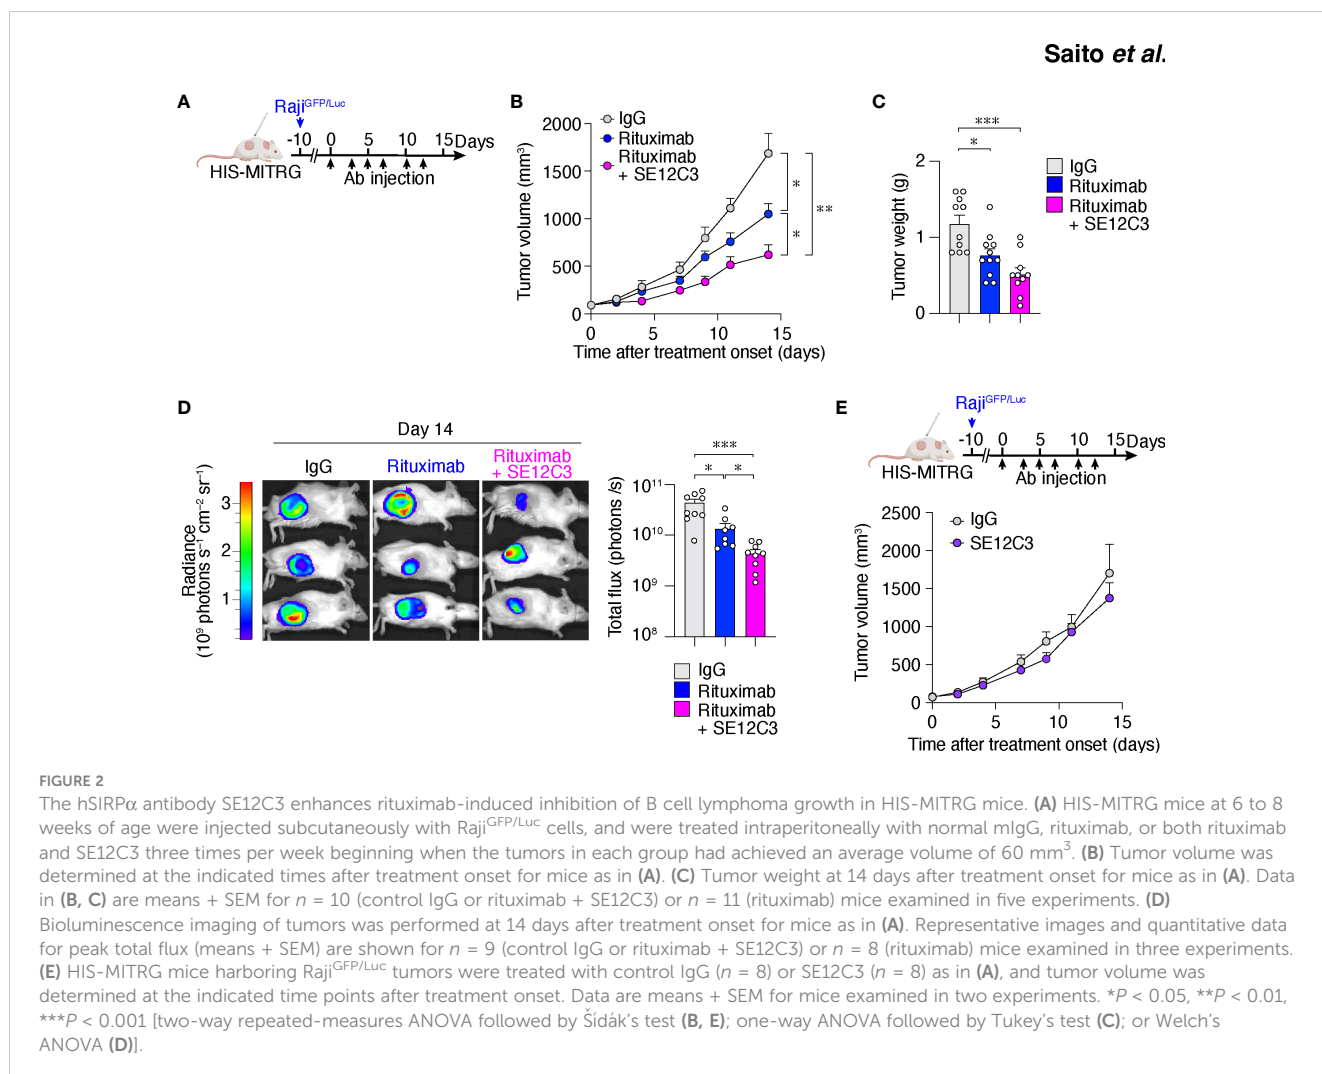 Saito et al.
A
RajiGFP/Luc
-10 0 5 10 15 Days
HIS-MITRG
Ab injection
B
IgG
Rituximab
Rituximab
+ SE12C3
Tumor volume (mm3)
2000
1500
1000
500
0
*
*
**
0 5 10 15
Time after treatment onset (days)
C
***
*
Tumor weight (g)
2
1
0
IgG
Rituximab
Rituximab
+ SE12C3
D
Day 14
IgG
Rituximab
Rituximab
+ SE12C3
Radiance
(10⁹ photons s⁻¹ cm⁻² sr⁻¹)
3
2
1
***
* *
Total flux (photons /s)
10¹¹
10¹⁰
10⁹
10⁸
IgG
Rituximab
Rituximab
+ SE12C3
E
RajiGFP/Luc
-10 0 5 10 15 Days
HIS-MITRG
Ab injection
IgG
SE12C3
Tumor volume (mm³)
2500
2000
1500
1000
500
0
0 5 10 15
Time after treatment onset (days)
FIGURE 2
The hSIRPα antibody SE12C3 enhances rituximab-induced inhibition of B cell lymphoma growth in HIS-MITRG mice. (A) HIS-MITRG mice at 6 to 8
weeks of age were injected subcutaneously with RajiGFP/Luc cells, and were treated intraperitoneally with normal mIgG, rituximab, or both rituximab
and SE12C3 three times per week beginning when the tumors in each group had achieved an average volume of 60 mm³. (B) Tumor volume was
determined at the indicated times after treatment onset for mice as in (A). (C) Tumor weight at 14 days after treatment onset for mice as in (A). Data
in (B, C) are means + SEM for n = 10 (control IgG or rituximab + SE12C3) or n = 11 (rituximab) mice examined in five experiments. (D)
Bioluminescence imaging of tumors was performed at 14 days after treatment onset for mice as in (A). Representative images and quantitative data
for peak total flux (means + SEM) are shown for n = 9 (control IgG or rituximab + SE12C3) or n = 8 (rituximab) mice examined in three experiments.
(E) HIS-MITRG mice harboring RajiGFP/Luc tumors were treated with control IgG (n = 8) or SE12C3 (n = 8) as in (A), and tumor volume was
determined at the indicated time points after treatment onset. Data are means + SEM for mice examined in two experiments. *P < 0.05, **P < 0.01,
***P < 0.001 [two-way repeated-measures ANOVA followed by Šídák's test (B, E); one-way ANOVA followed by Tukey's test (C); or Welch's
ANOVA (D)].